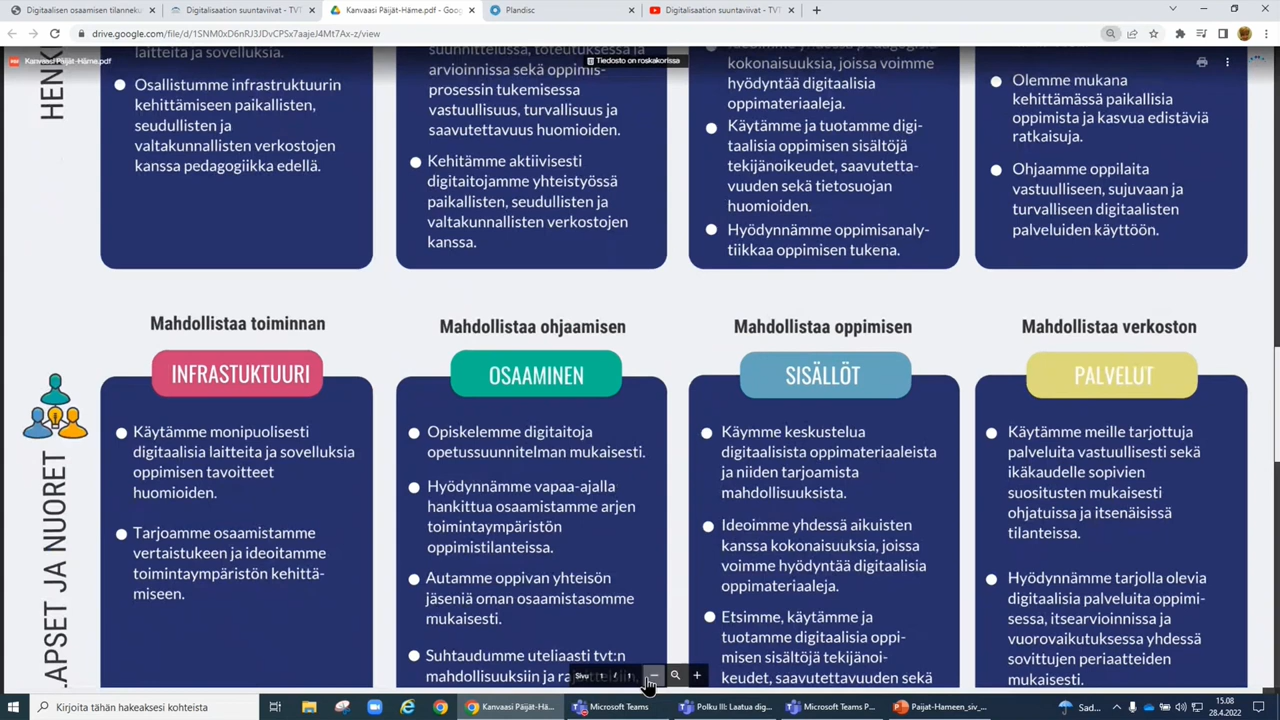 Digitaalisen osaamisen tilanneku
Digitalisaation suuntaviivat - TVT
Kanvaasi Päijät-Häme.pdf - Goog
Plandisc
Digitalisaation suuntaviivat - TVT
drive.google.com/file/d/1SNM0xD6nRJ3JDvCPSx7aajeJ4Mt7Ax-z/view
Kanvaasi Päijät-Häme.pdf
Tiedosto on roskakorissa
laitteita ja sovelluksia.
Osallistumme infrastruktuurin
kehittämiseen paikallisten,
seudullisten ja
valtakunnallisten verkostojen
kanssa pedagogiikka edellä.
suunnittelussa, toteutuksessa ja
arvioinnissa sekä oppimis-
prosessin tukemisessa
vastuullisuus, turvallisuus ja
saavutettavuus huomioiden.
Kehitämme aktiivisesti
digitaitojamme yhteistyössä
paikallisten, seudullisten ja
valtakunnallisten verkostojen
kanssa.
kokonaisuuksia, joissa voimme
hyödyntää digitaalisia
oppimateriaaleja.
Käytämme ja tuotamme digi-
taalisia oppimisen sisältöjä
tekijänoikeudet, saavutetta-
vuuden sekä tietosuojan
huomioiden.
Hyödynnämme oppimisanaly-
tiikkaa oppimisen tukena.
Olemme mukana
kehittämässä paikallisia
oppimista ja kasvua edistäviä
ratkaisuja.
Ohjaamme oppilaita
vastuulliseen, sujuvaan ja
turvalliseen digitaalisten
palveluiden käyttöön.
HENKI
Mahdollistaa toiminnan
INFRASTUKTUURI
Käytämme monipuolisesti
digitaalisia laitteita ja sovelluksia
oppimisen tavoitteet
huomioiden.
Tarjoamme osaamistamme
vertaistukeen ja ideoitamme
toimintaympäristön kehittä-
miseen.
Mahdollistaa ohjaamisen
OSAAMINEN
Opiskelemme digitaitoja
opetussuunnitelman mukaisesti.
Hyödynnämme vapaa-ajalla
hankittua osaamistamme arjen
toimintaympäristön
oppimistilanteissa.
Autamme oppivan yhteisön
jäseniä oman osaamistasomme
mukaisesti.
Suhtaudumme uteliaasti tvt:n
mahdollisuuksiin ja
Mahdollistaa oppimisen
SISÄLLÖT
Käymme keskustelua
digitaalisista oppimateriaaleista
ja niiden tarjoamista
mahdollisuuksista.
Ideoimme yhdessä aikuisten
kanssa kokonaisuuksia, joissa
voimme hyödyntää digitaalisia
oppimateriaaleja.
Etsimme, käytämme ja
tuotamme digitaalisia oppi-
misen sisältöjä tekijänoi-
keudet, saavutettavuuden sekä
Mahdollistaa verkoston
PALVELUT
Käytämme meille tarjottuja
palveluita vastuullisesti sekä
ikäkaudelle sopivien
suositusten mukaisesti
ohjatuissa ja itsenäisissä
tilanteissa.
Hyödynnämme tarjolla olevia
digitaalisia palveluita oppimi-
sessa, itsearvioinnissa ja
vuorovaikutuksessa yhdessä
sovittujen periaatteiden
mukaisesti.
LAPSET JA NUORET
Sivu 1 / 1
Kirjoita tähän hakeaksesi kohteita
Kanvaasi Päijät-Hä...
Microsoft Teams
Polku III: Laatua dig...
Microsoft Teams P...
Paijat-Hameen_siv_...
Sad...
15.08
28.4.2022